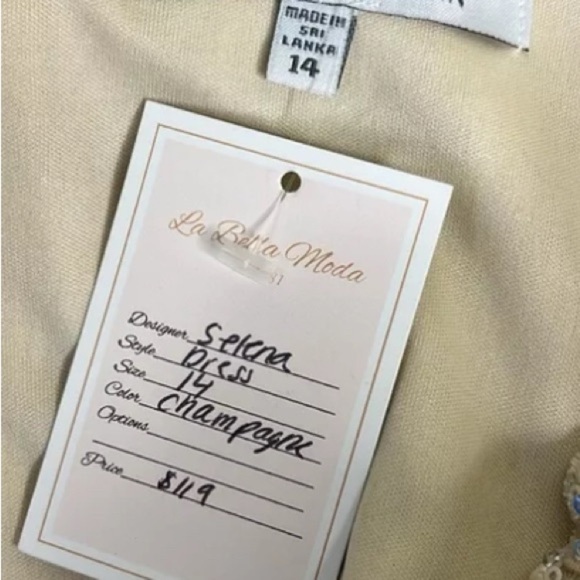 MADE IN
SRI
LANKA
14
La Bella Moda
Designer Selena
Style Dress
Size 14
Color Champagne
Options
Price $119